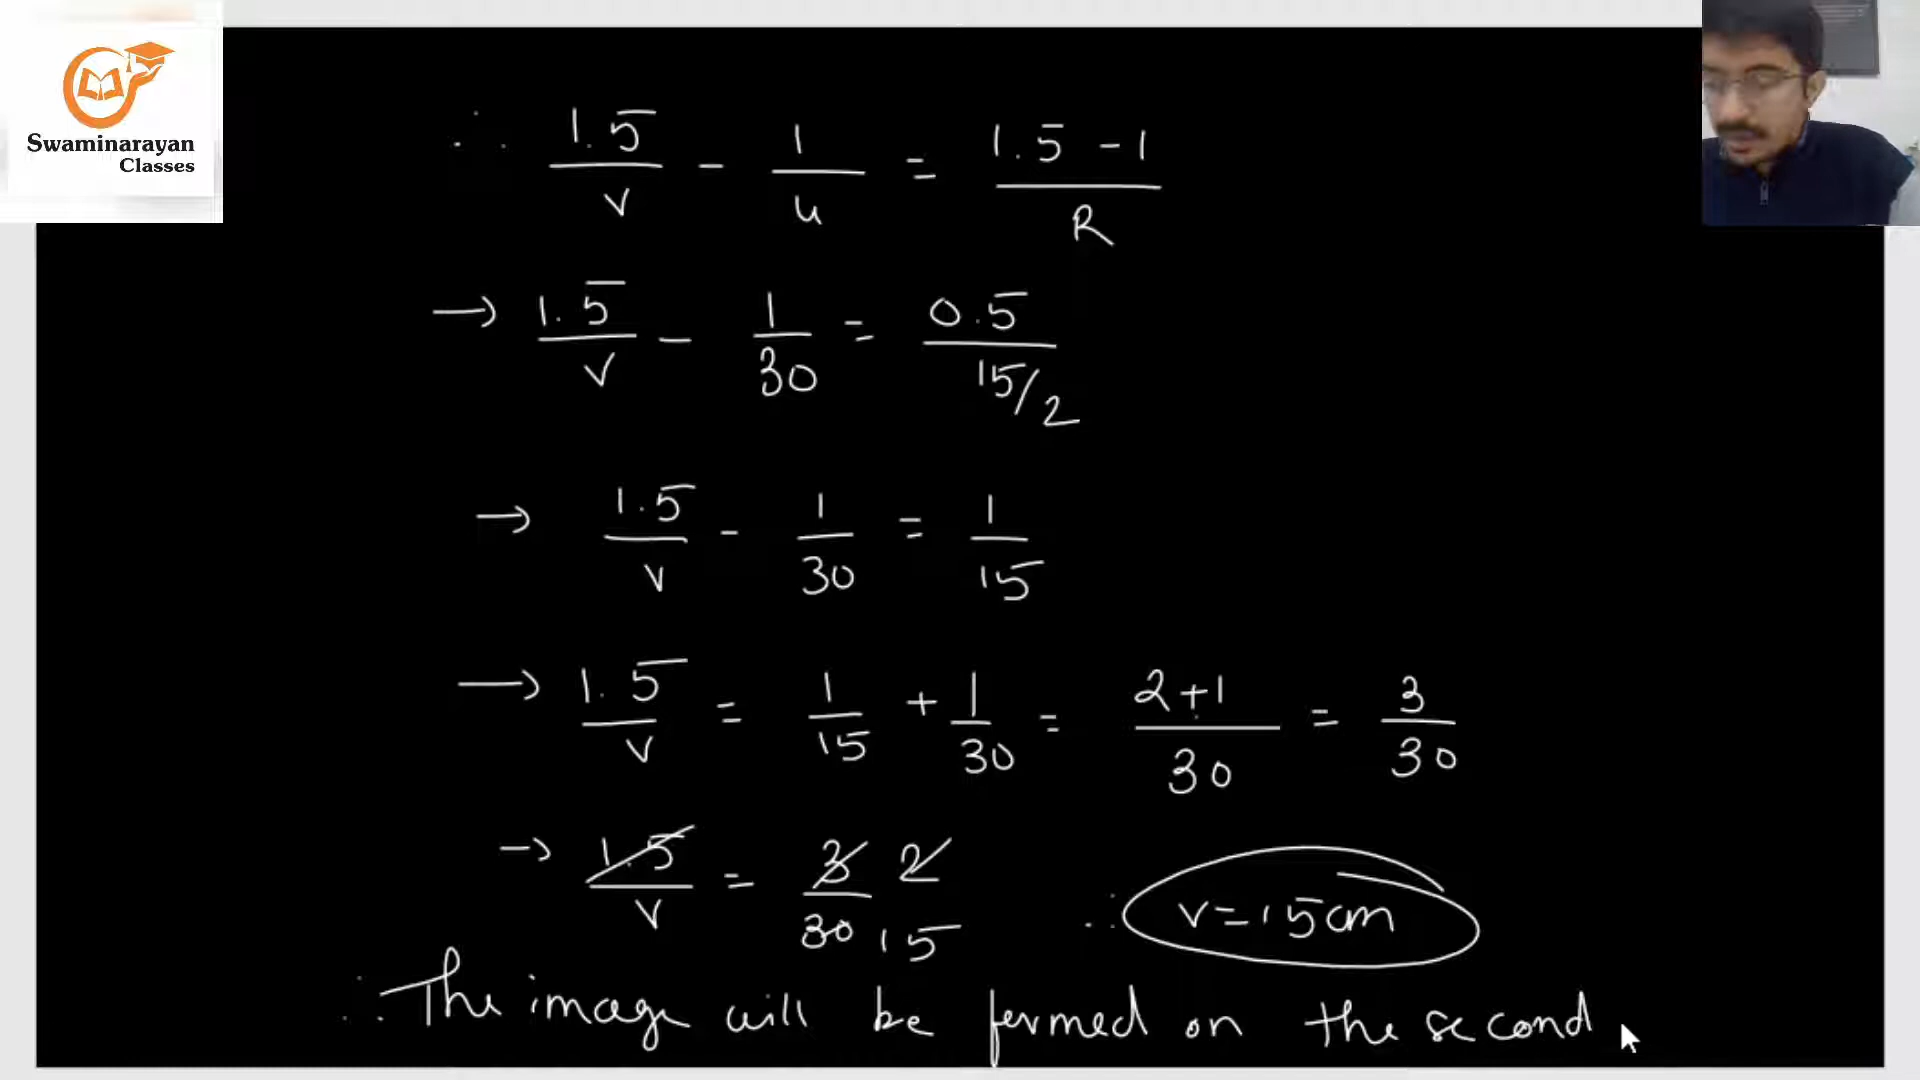 Swaminarayan
Classes
∴ 1.5/v - 1/u = 1.5 - 1/R
→ 1.5/v - 1/30 = 0.5/15/2
→ 1.5/v - 1/30 = 1/15
→ 1.5/v = 1/15 + 1/30 = 2+1/30 = 3/30
→ 1.5/v = 3/30 2/15 ∴ v = 15cm
∴ The image will be formed on the second